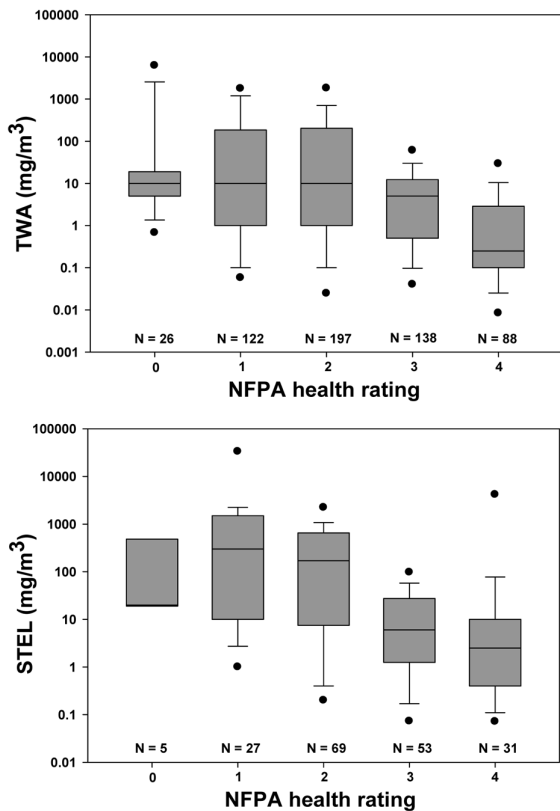 100000
10000
1000
100
10
1
0.1
0.01
0.001
TWA (mg/m³)
N = 26 N = 122 N = 197 N = 138 N = 88
0 1 2 3 4
NFPA health rating
100000
10000
1000
100
10
1
0.1
0.01
STEL (mg/m³)
N = 5 N = 27 N = 69 N = 53 N = 31
0 1 2 3 4
NFPA health rating